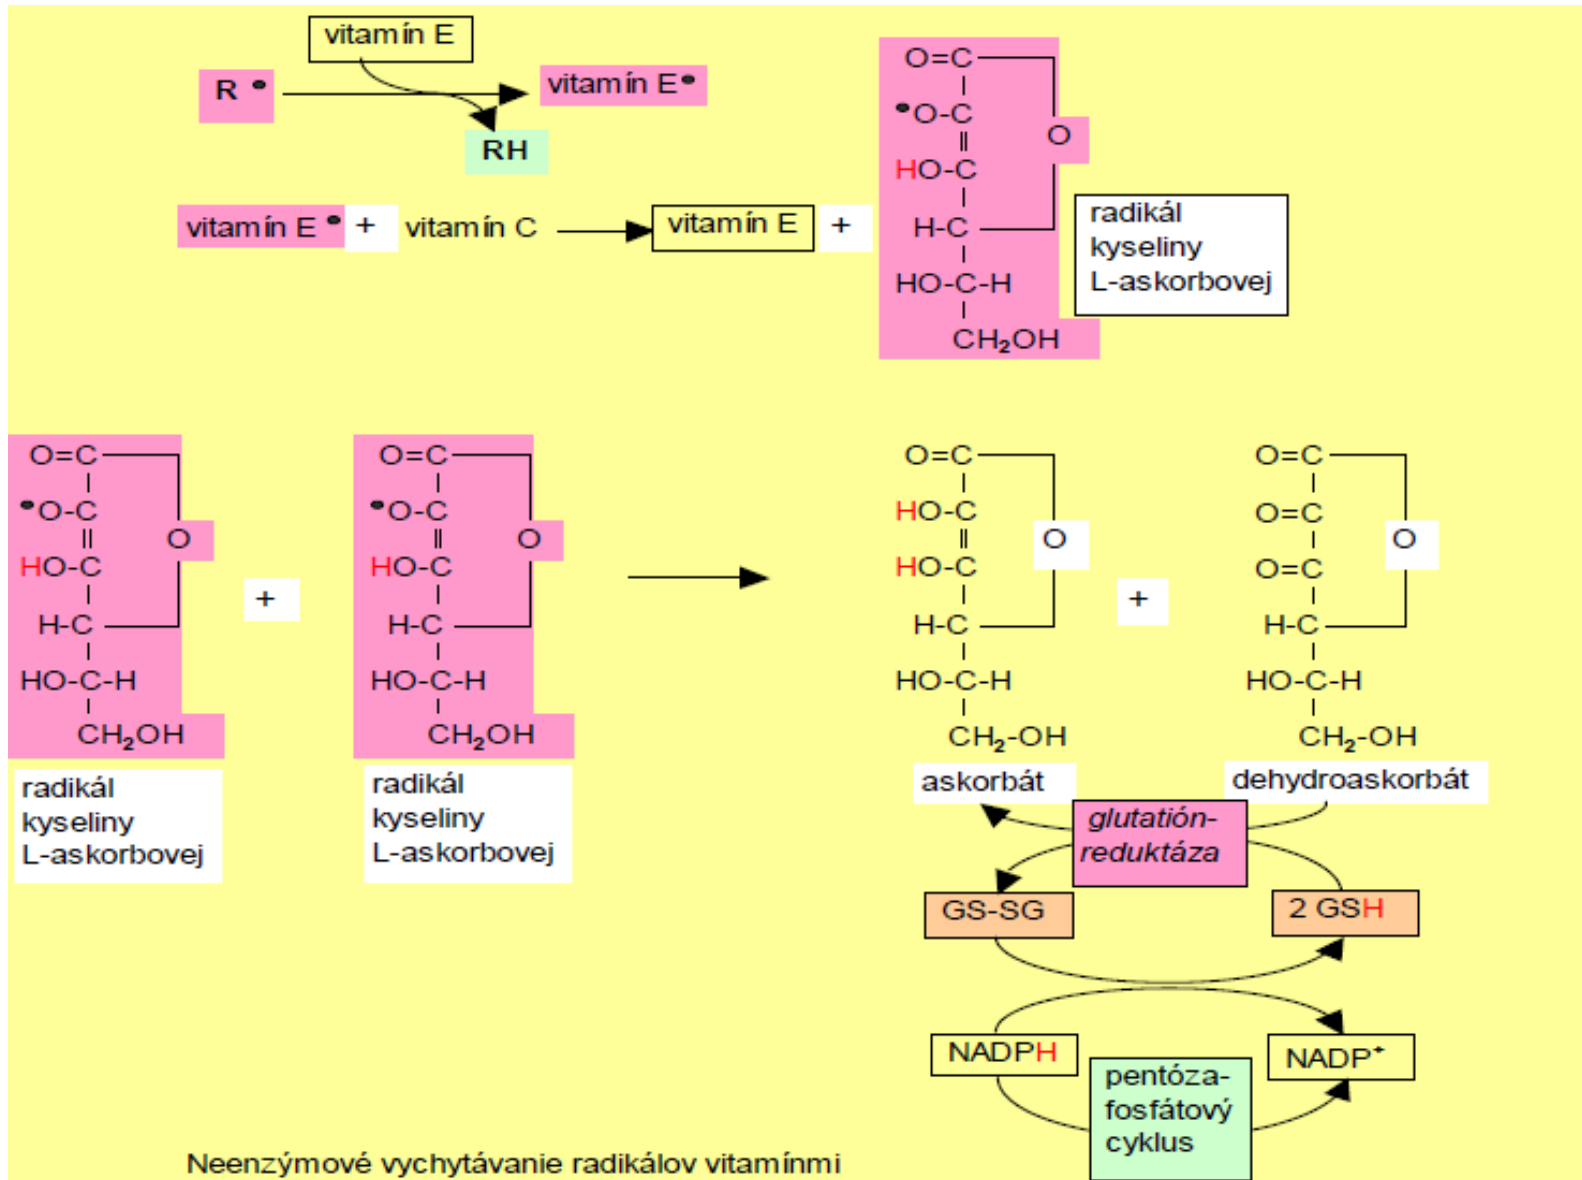 vitamín E
R • vitamín E•
RH
vitamín E • + vitamín C vitamín E +
O=C
•O-C
O
HO-C
H-C
HO-C-H
CH₂OH
radikál
kyseliny
L-askorbovej
O=C
•O-C
O
HO-C
H-C
HO-C-H
CH₂OH
radikál
kyseliny
L-askorbovej
+
O=C
•O-C
O
HO-C
H-C
HO-C-H
CH₂OH
radikál
kyseliny
L-askorbovej
O=C
HO-C
O
HO-C
H-C
HO-C-H
CH₂-OH
askorbát
+
O=C
O=C
O
O=C
H-C
HO-C-H
CH₂-OH
dehydroaskorbát
glutatión-
reduktáza
GS-SG 2 GSH
NADPH NADP⁺
pentóza-
fosfátový
cyklus
Neenzýmové vychytávanie radikálov vitamínmi